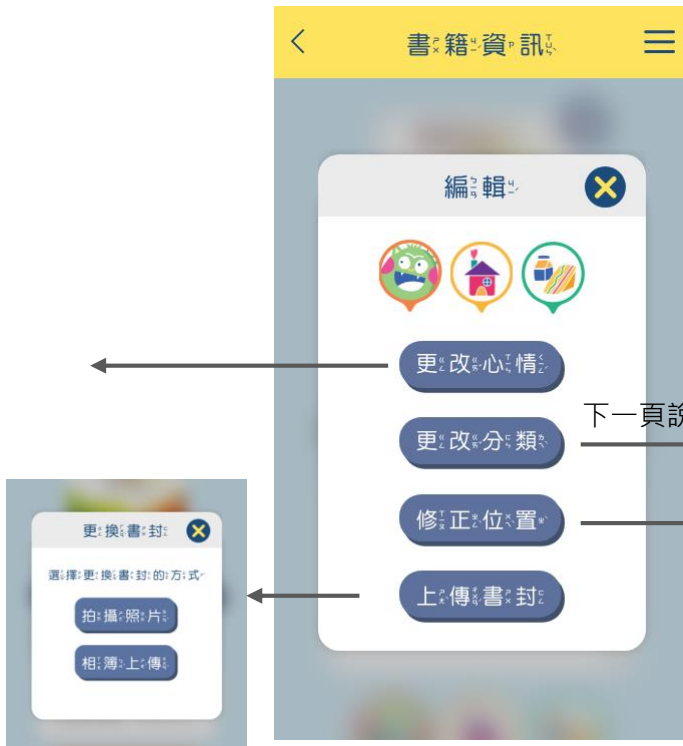 書籍資訊
編輯
更改心情
更改分類
下一頁說
修正位置
上傳書封
更換書封
選擇更換書封的方式
拍攝照片
相簿上傳